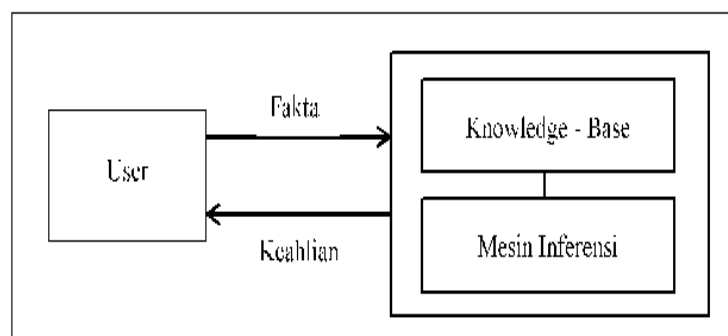 Fakta
User
Keahlian
Knowledge - Base
Mesin Inferensi